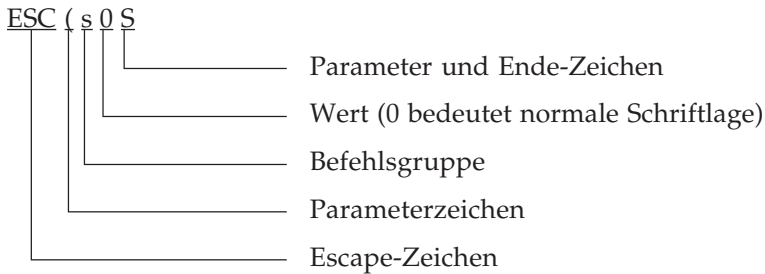 ESC ( s 0 S
Parameter und Ende-Zeichen
Wert (0 bedeutet normale Schriftlage)
Befehlsgruppe
Parameterzeichen
Escape-Zeichen